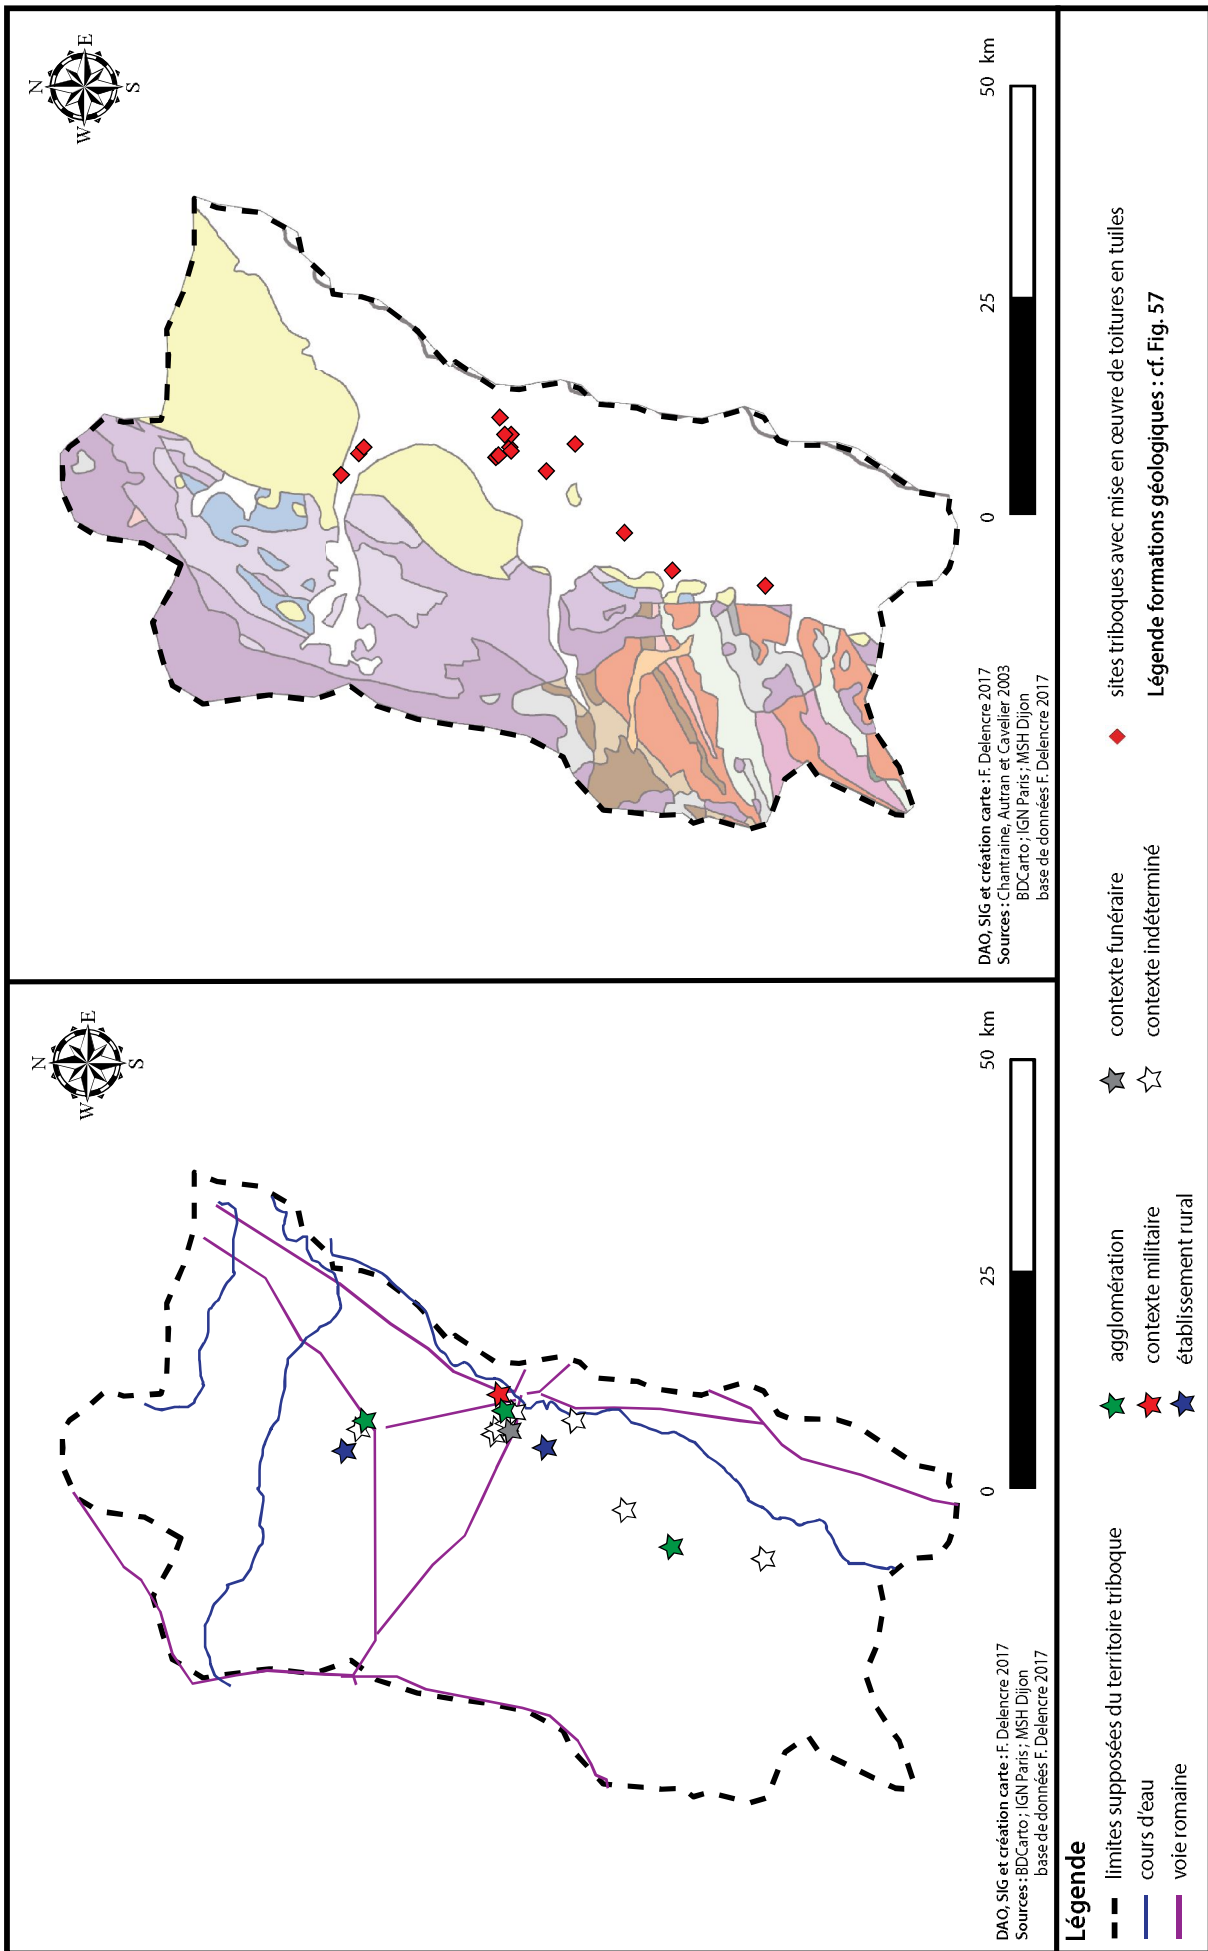 N
E
S
W
0 25 50 km
DAO, SIG et création carte : F. Delencre 2017
Sources : BDCarto ; IGN Paris ; MSH Dijon
base de données F. Delencre 2017
N
E
S
W
0 25 50 km
DAO, SIG et création carte : F. Delencre 2017
Sources : Chantraine, Autran et Cavelier 2003
BDCarto ; IGN Paris ; MSH Dijon
base de données F. Delencre 2017
Légende
limites supposées du territoire triboque
cours d'eau
voie romaine
agglomération
contexte militaire
établissement rural
contexte funéraire
contexte indéterminé
sites triboques avec mise en œuvre de toitures en tuiles
Légende formations géologiques : cf. Fig. 57